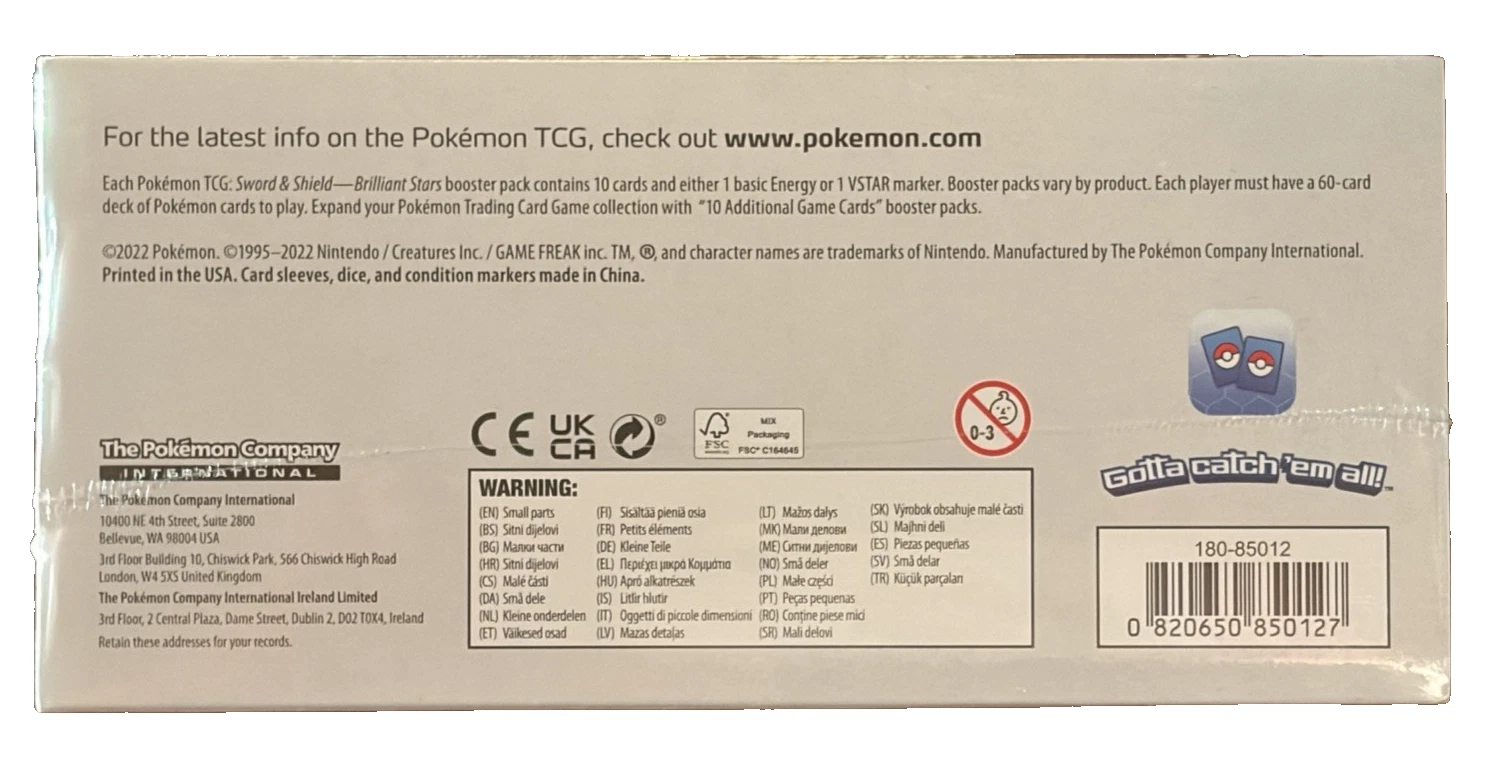 For the latest info on the Pokémon TCG, check out www.pokemon.com
Each Pokémon TCG: Sword & Shield—Brilliant Stars booster pack contains 10 cards and either 1 basic Energy or 1 VSTAR marker. Booster packs vary by product. Each player must have a 60-card
deck of Pokémon cards to play. Expand your Pokémon Trading Card Game collection with "10 Additional Game Cards" booster packs.
©2022 Pokémon. ©1995–2022 Nintendo / Creatures Inc. / GAME FREAK inc. TM, ®, and character names are trademarks of Nintendo. Manufactured by The Pokémon Company International.
Printed in the USA. Card sleeves, dice, and condition markers made in China.
The Pokémon Company
INTERNATIONAL
The Pokémon Company International
10400 NE 4th Street, Suite 2800
Bellevue, WA 98004 USA
3rd Floor Building 10, Chiswick Park, 566 Chiswick High Road
London, W4 5XS United Kingdom
The Pokémon Company International Ireland Limited
3rd Floor, 2 Central Plaza, Dame Street, Dublin 2, D02 T0X4, Ireland
Retain these addresses for your records.
CE
UK
CA
®
FSC
MIX
Packaging
FSC® C164645
0-3
WARNING:
(EN) Small parts
(BS) Sitni dijelovi
(BG) Малки части
(HR) Sitni dijelovi
(CS) Malé části
(DA) Små dele
(NL) Kleine onderdelen
(ET) Väikesed osad
(FI) Sisältää pieniä osia
(FR) Petits éléments
(DE) Kleine Teile
(EL) Περιέχει μικρά Κομμάτια
(HU) Apró alkatrészek
(IS) Litlir hlutir
(IT) Oggetti di piccole dimensioni
(LV) Mazas detaļas
(LT) Mažos dalys
(MK) Мали делови
(ME) Ситни дијелови
(NO) Små deler
(PL) Małe części
(PT) Peças pequenas
(RO) Conține piese mici
(SR) Mali delovi
(SK) Výrobok obsahuje malé časti
(SL) Majhni deli
(ES) Piezas pequeñas
(SV) Små delar
(TR) Küçük parçaları
Gotta catch 'em all!™
180-85012
0 820650 850127